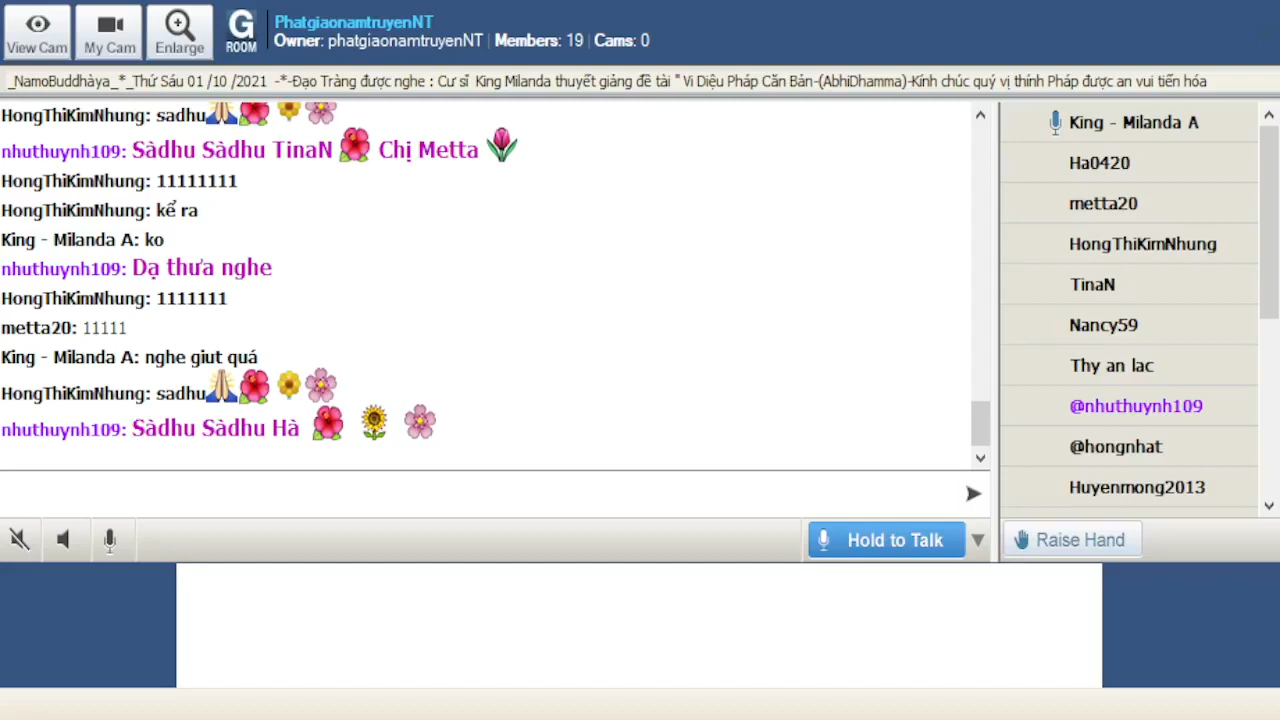 View Cam
My Cam
Enlarge
G
ROOM
PhatgiaonamtruyenNT
Owner: phatgiaonamtruyenNT | Members: 19 | Cams: 0
_NamoBuddhàya_*_Thứ Sáu 01 /10 /2021 -*-Đạo Tràng được nghe : Cư sĩ King Milanda thuyết giảng đề tài " Vi Diệu Pháp Căn Bản-(AbhiDhamma)-Kính chúc quý vị thính Pháp được an vui tiến hóa
HongThiKimNhung: sadhu
nhuthuynh109: Sàdhu Sàdhu TinaN Chị Metta
HongThiKimNhung: 11111111
HongThiKimNhung: kể ra
King - Milanda A: ko
nhuthuynh109: Dạ thưa nghe
HongThiKimNhung: 1111111
metta20: 11111
King - Milanda A: nghe giut quá
HongThiKimNhung: sadhu
nhuthuynh109: Sàdhu Sàdhu Hà
King - Milanda A
Ha0420
metta20
HongThiKimNhung
TinaN
Nancy59
Thy an lac
@nhuthuynh109
@hongnhat
Huyenmong2013
Hold to Talk
Raise Hand